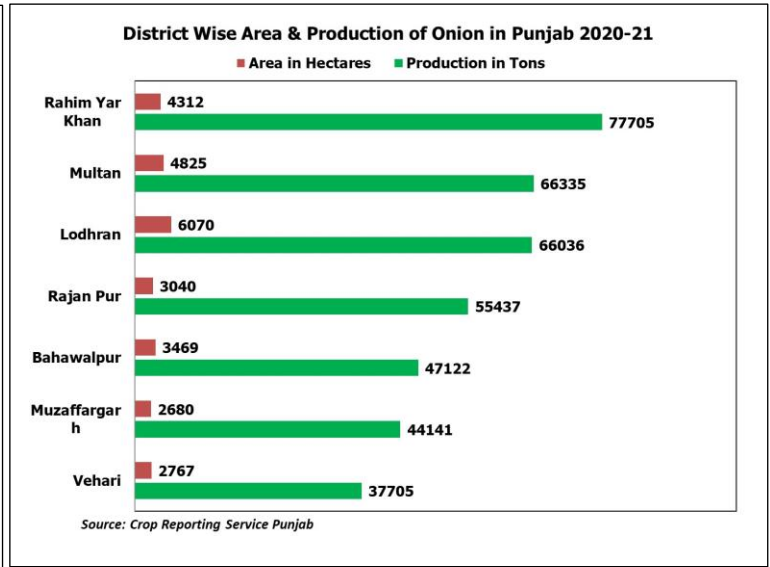 District Wise Area & Production of Onion in Punjab 2020-21
Area in Hectares Production in Tons
Rahim Yar
Khan
4312
77705
Multan
4825
66335
Lodhran
6070
66036
Rajan Pur
3040
55437
Bahawalpur
3469
47122
Muzaffargar
h
2680
44141
Vehari
2767
37705
Source: Crop Reporting Service Punjab